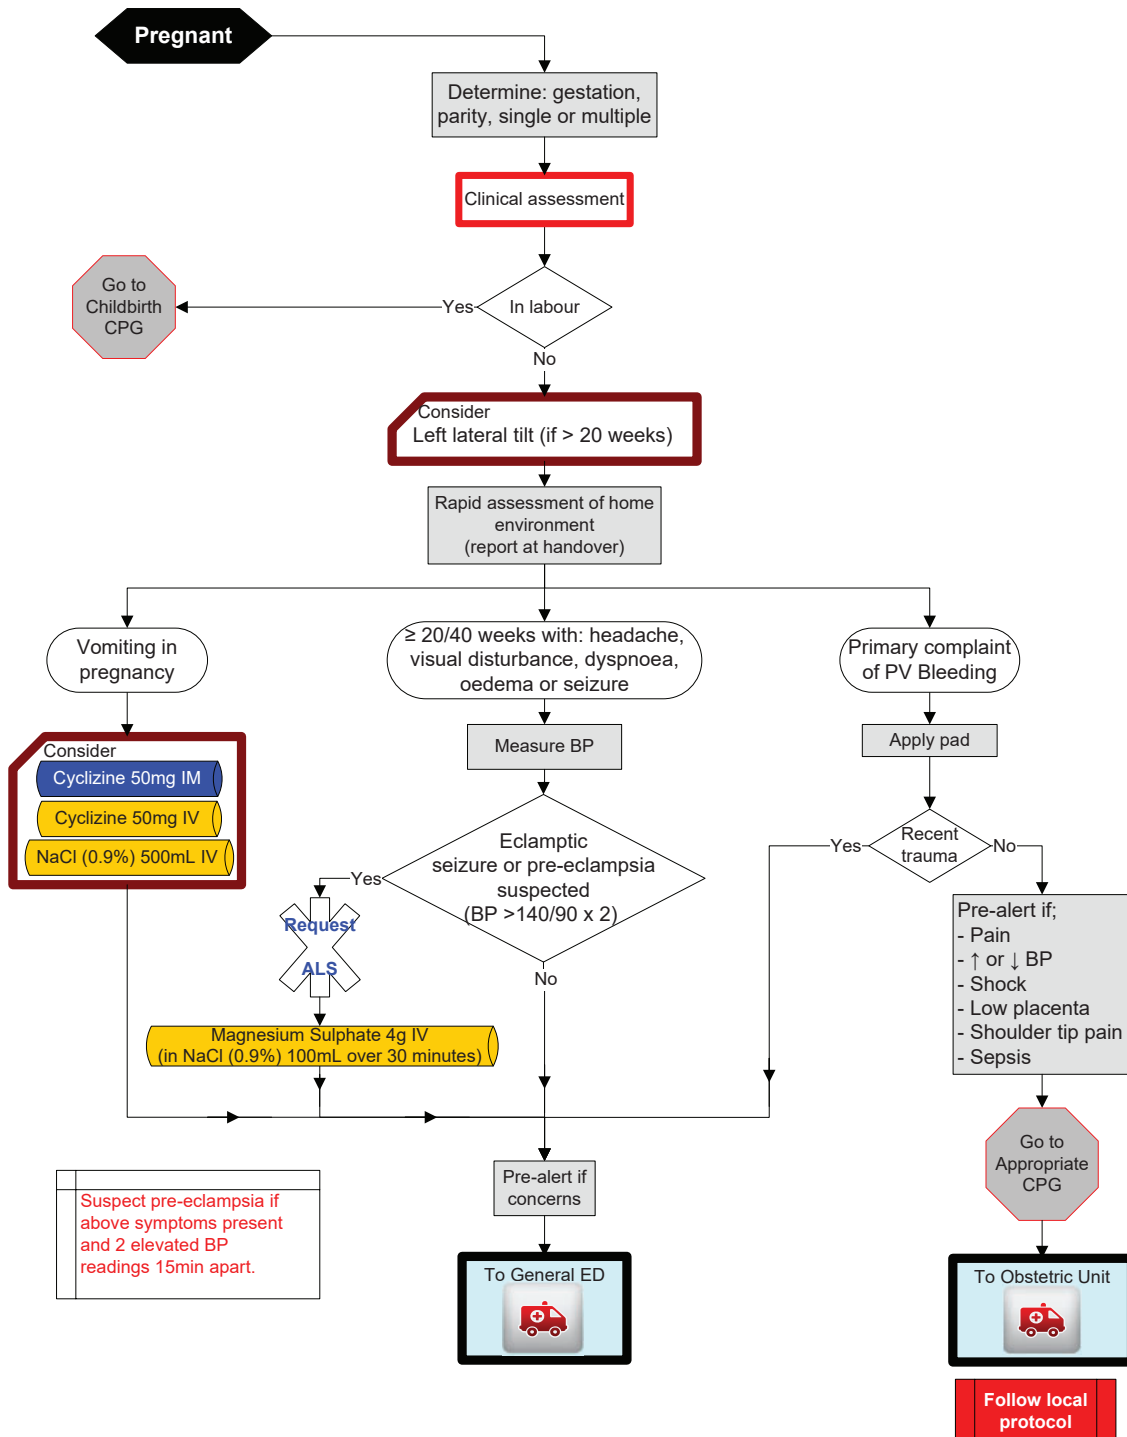 Pregnant
Determine: gestation,
parity, single or multiple
Clinical assessment
In labour
Yes
Go to
Childbirth
CPG
No
Consider
Left lateral tilt (if > 20 weeks)
Rapid assessment of home
environment
(report at handover)
Vomiting in
pregnancy
Consider
Cyclizine 50mg IM
Cyclizine 50mg IV
NaCl (0.9%) 500mL IV
≥ 20/40 weeks with: headache,
visual disturbance, dyspnoea,
oedema or seizure
Measure BP
Eclamptic
seizure or pre-eclampsia
suspected
(BP >140/90 x 2)
Yes
Request
ALS
No
Magnesium Sulphate 4g IV
(in NaCl (0.9%) 100mL over 30 minutes)
Primary complaint
of PV Bleeding
Apply pad
Recent
trauma
Yes
No
Pre-alert if;
- Pain
- ↑ or ↓ BP
- Shock
- Low placenta
- Shoulder tip pain
- Sepsis
Go to
Appropriate
CPG
Pre-alert if
concerns
Suspect pre-eclampsia if
above symptoms present
and 2 elevated BP
readings 15min apart.
To General ED
To Obstetric Unit
Follow local
protocol